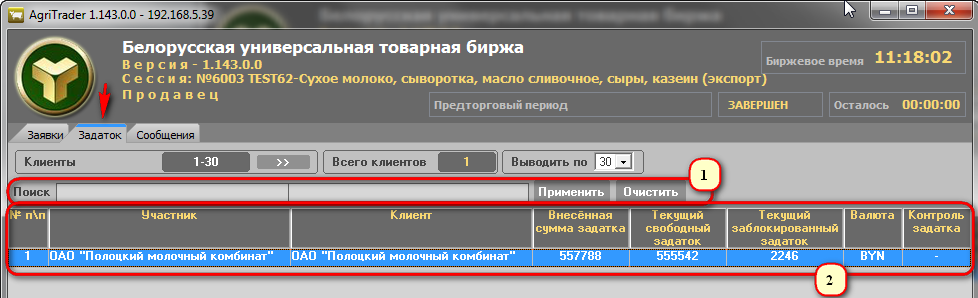 AgriTrader 1.143.0.0 - 192.168.5.39
Белорусская универсальная товарная биржа
Версия - 1.143.0.0
Сессия: №6003 TEST62-Сухое молоко, сыворотка, масло сливочное, сыры, казеин (экспорт)
Продавец
Биржевое время 11:18:02
Предторговый период ЗАВЕРШЕН Осталось 00:00:00
Заявки Задаток Сообщения
Клиенты 1-30 >> Всего клиентов 1 Выводить по 30
1
Поиск Применить Очистить
№ п\п Участник Клиент Внесённая сумма задатка Текущий свободный задаток Текущий заблокированный задаток Валюта Контроль задатка
1 ОАО "Полоцкий молочный комбинат" ОАО "Полоцкий молочный комбинат" 557788 555542 2246 BYN -
2